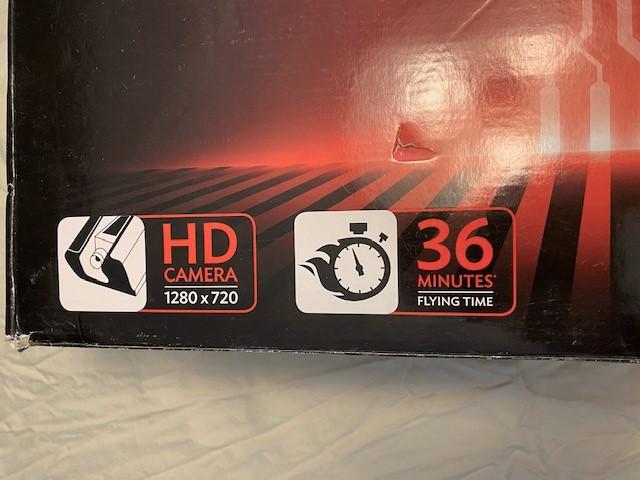 HD
CAMERA
1280 x 720
36
MINUTES*
FLYING TIME